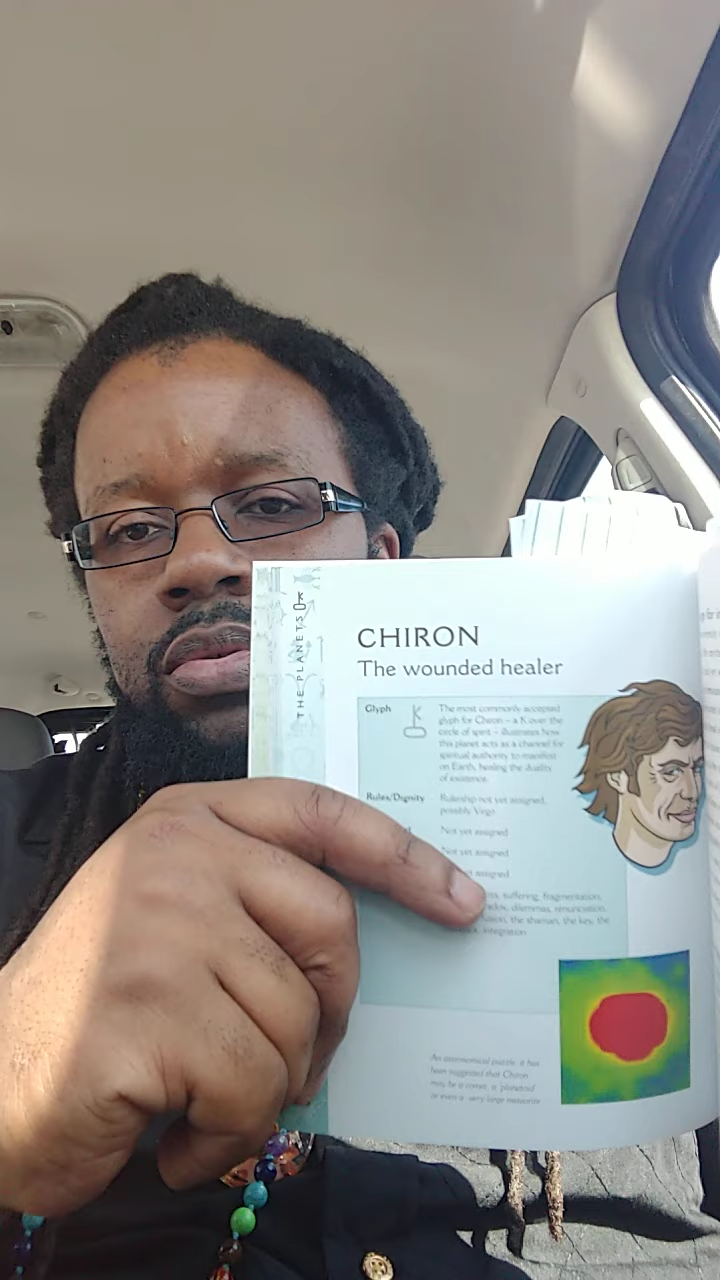 THE PLANETS
CHIRON
The wounded healer
Glyph
The most commonly accepted
glyph for Chiron – a K over the
circle of spirit – illustrates how
this planet acts as a channel for
spiritual authority to manifest
on Earth, healing the duality
of existence.
Rules/Dignity
Rulership not yet assigned,
possibly Virgo
Not yet assigned
Not yet assigned
assigned
suffering, fragmentation,
dilemmas, renunciation,
the shaman, the key, the
integration
An astronomical puzzle: it has
been suggested that Chiron
may be a comet, a planetoid
or even a very large meteorite